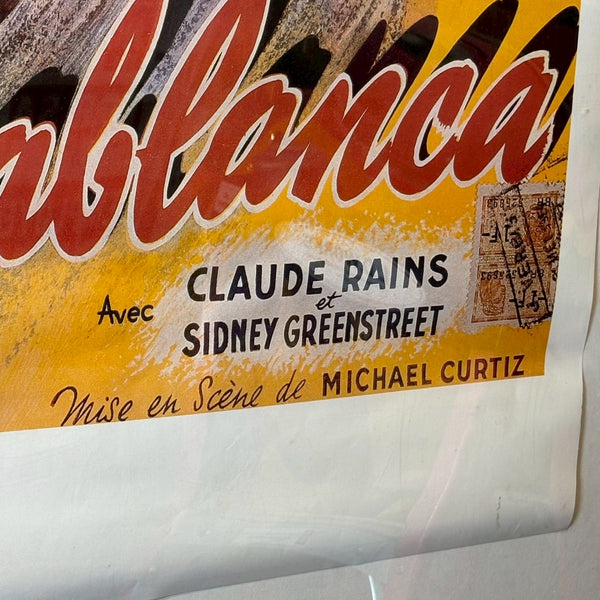 ablanca
Avec CLAUDE RAINS
et
SIDNEY GREENSTREET
Mise en Scène de MICHAEL CURTIZ